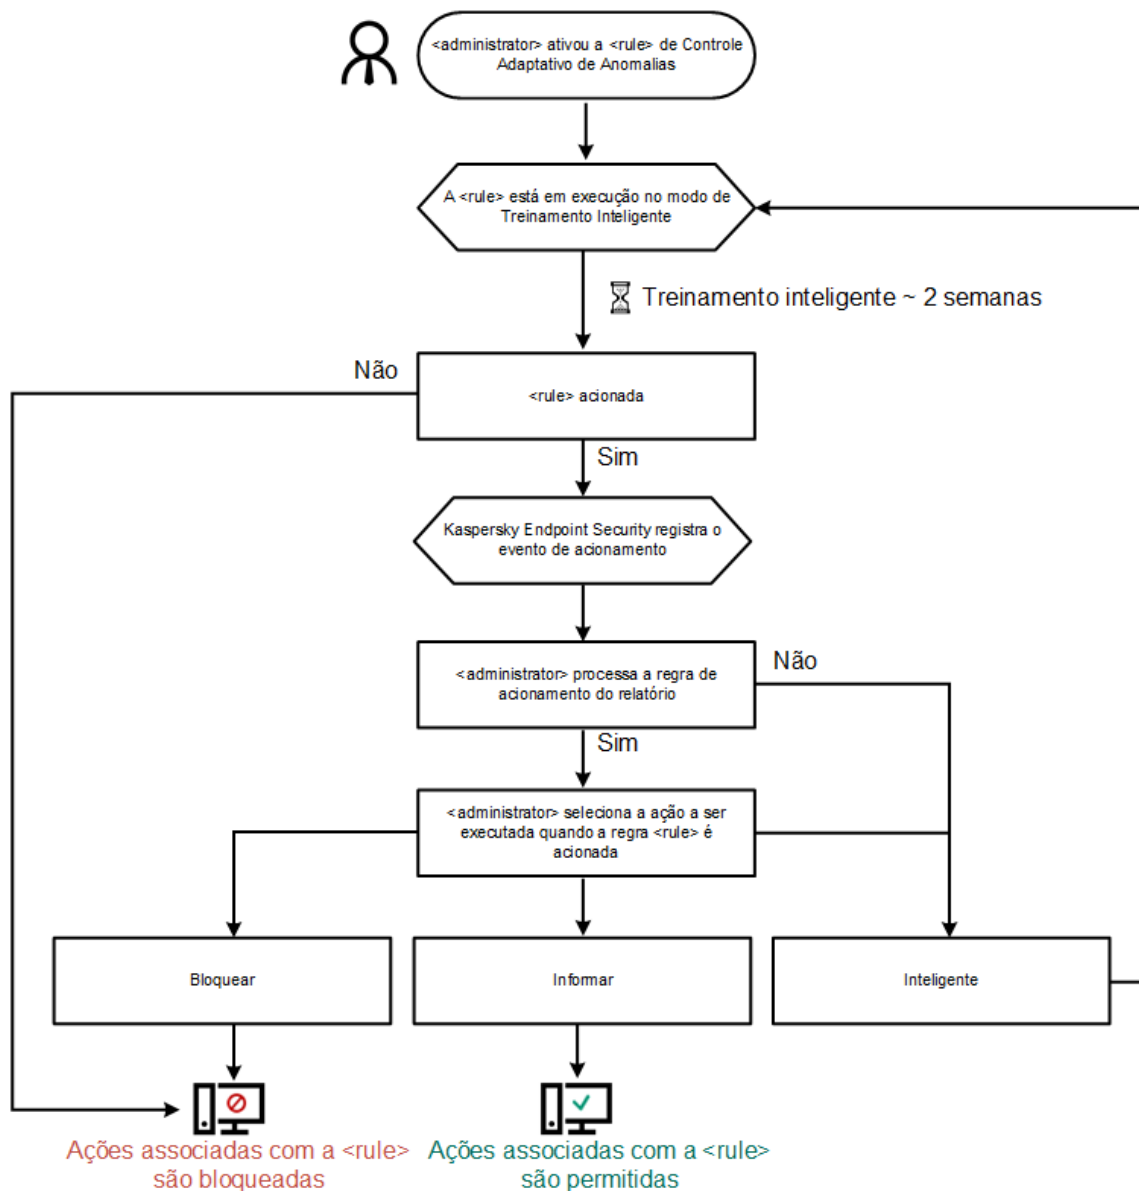 <administrator> ativou a <rule> de Controle
Adaptativo de Anomalias
A <rule> está em execução no modo de
Treinamento Inteligente
Treinamento inteligente ~ 2 semanas
Não
<rule> acionada
Sim
Kaspersky Endpoint Security registra o
evento de acionamento
<administrator> processa a regra de
acionamento do relatório
Não
Sim
<administrator> seleciona a ação a ser
executada quando a regra <rule> é
acionada
Bloquear
Informar
Inteligente
Ações associadas com a <rule>
são bloqueadas
Ações associadas com a <rule>
são permitidas